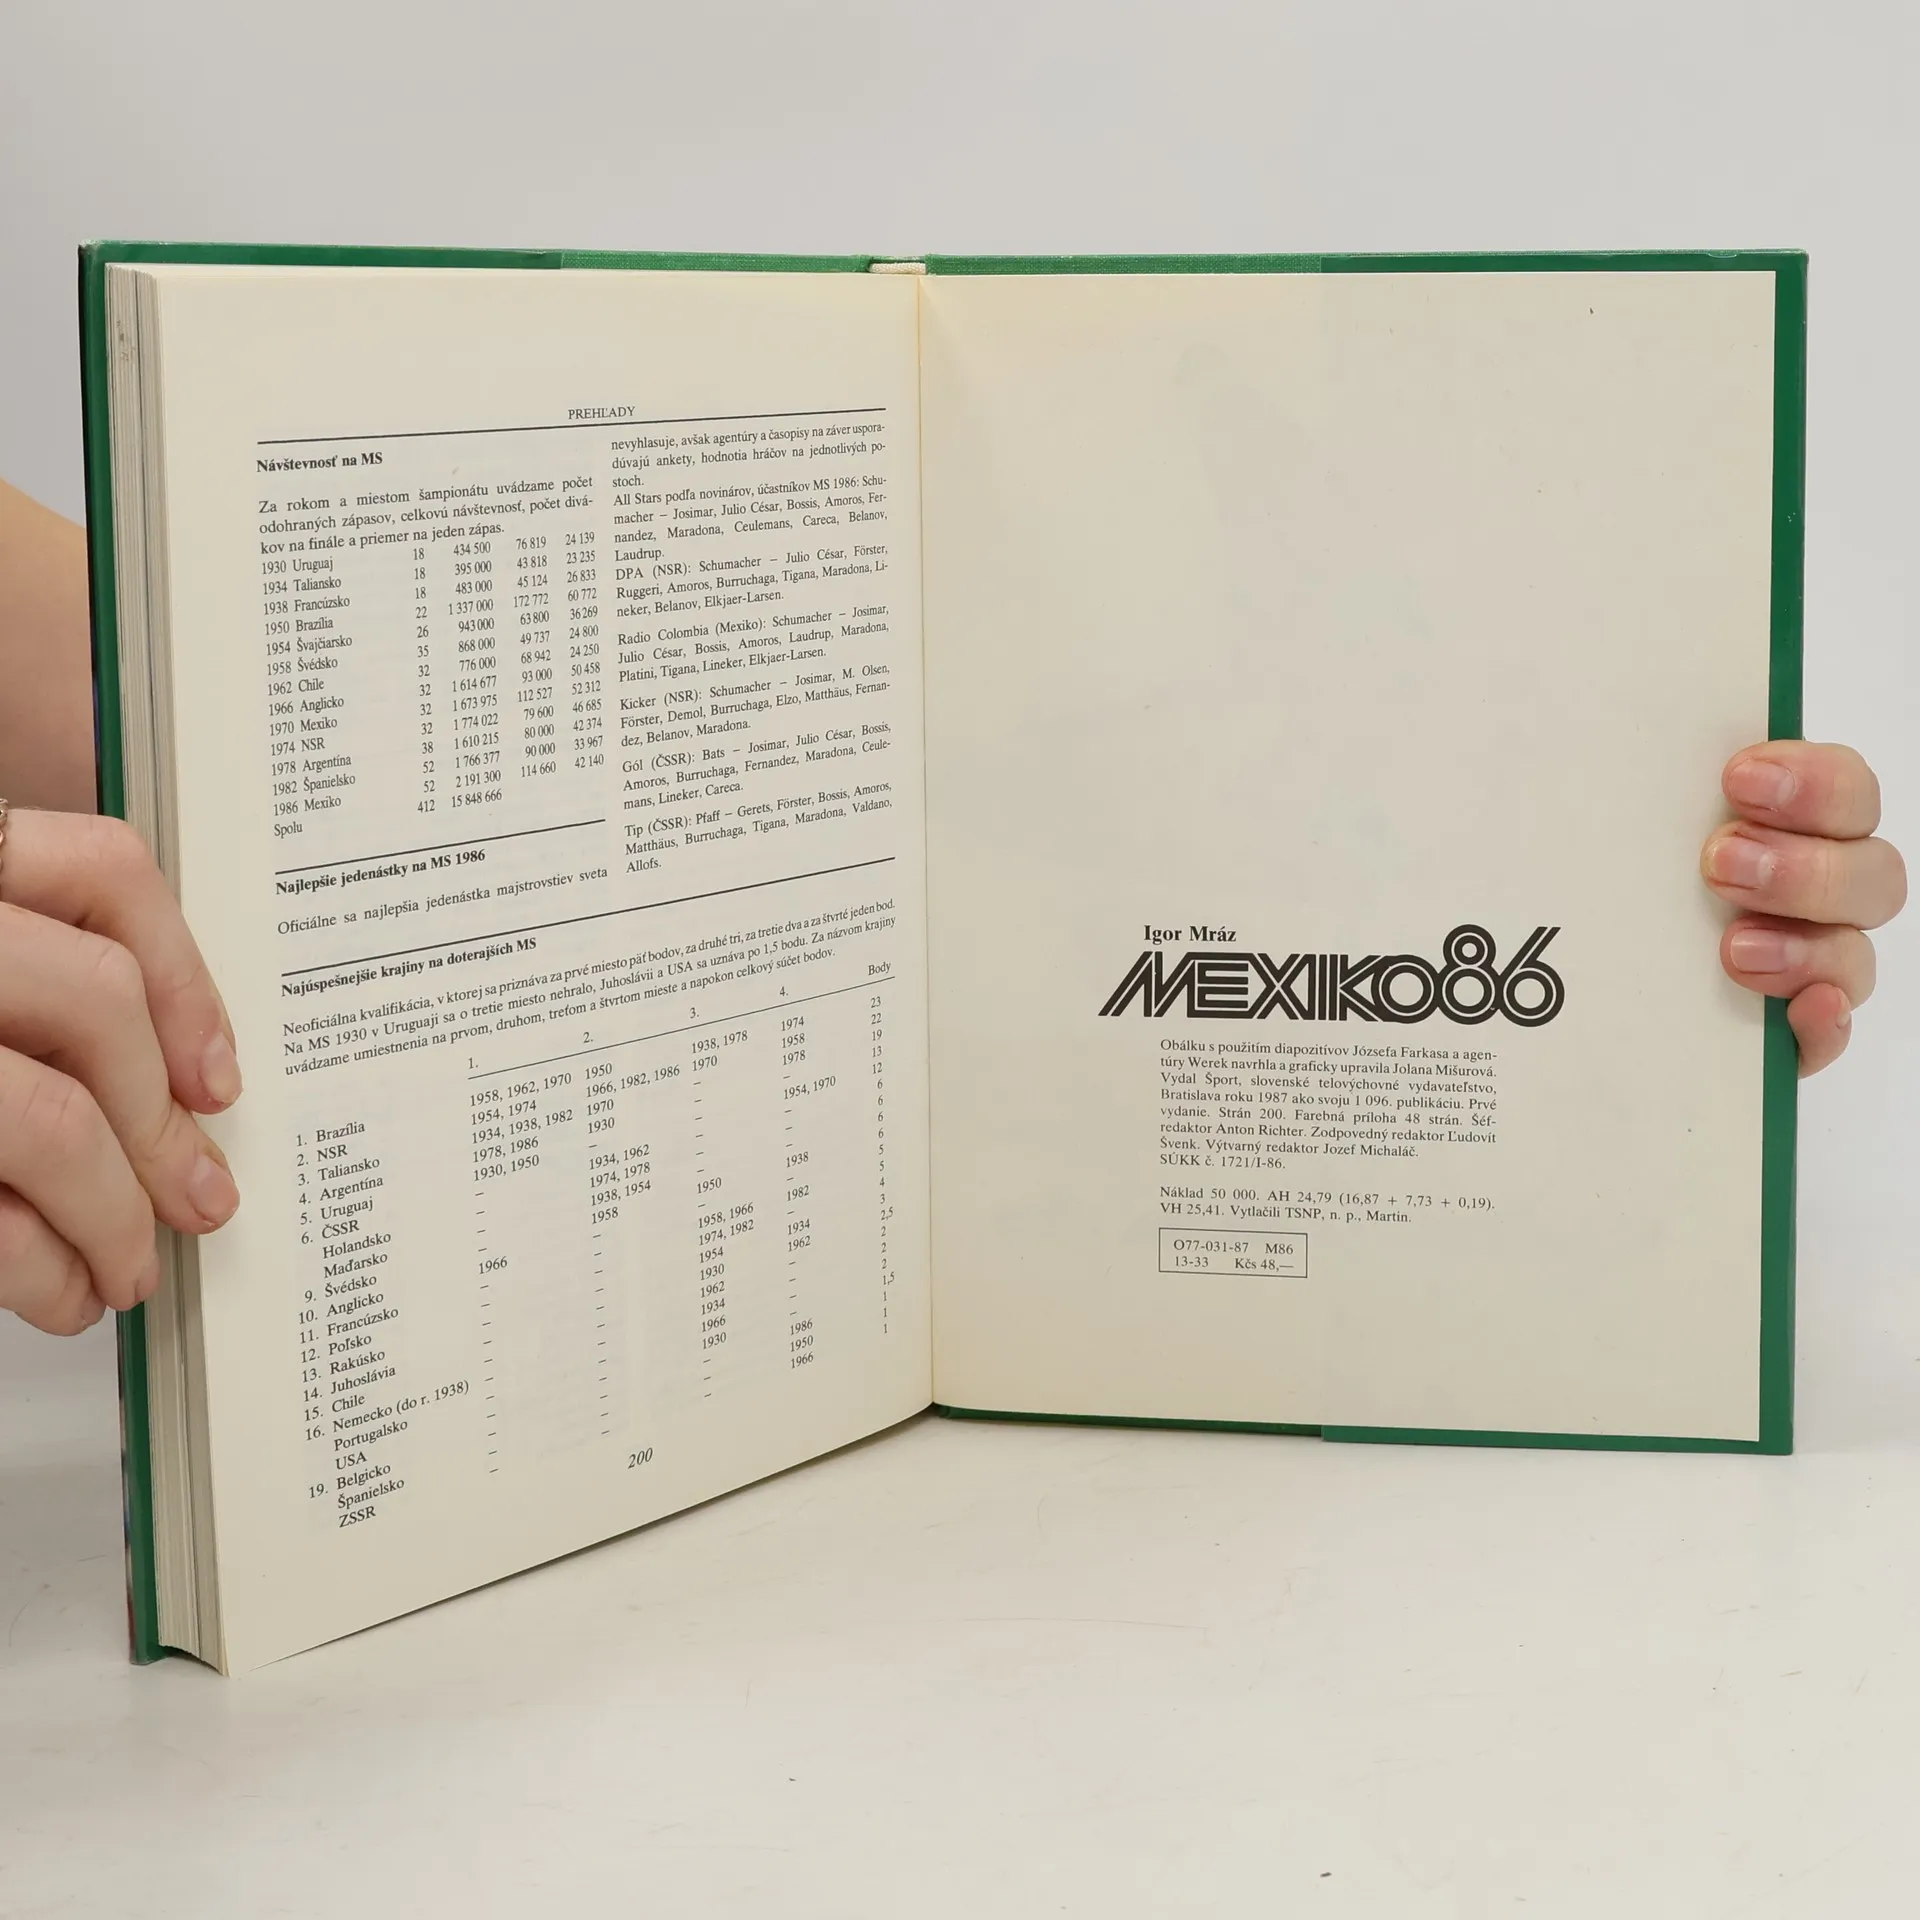 PREHĽADY
Návštevnosť na MS
Za rokom a miestom šampionátu uvádzame počet
odohraných zápasov, celkovú návštevnosť, počet divá-
kov na finále a priemer na jeden zápas.
1930 Uruguaj 18 434 500 76 819 24 139
1934 Taliansko 18 395 000 43 818 23 235
1938 Francúzsko 18 483 000 45 124 26 833
1950 Brazília 22 1 337 000 172 772 60 772
1954 Švajčiarsko 26 943 000 63 800 36 269
1958 Švédsko 35 868 000 49 737 24 800
1962 Chile 32 776 000 68 942 24 250
1966 Anglicko 32 1 614 677 93 000 50 458
1970 Mexiko 32 1 673 975 112 527 52 312
1974 NSR 32 1 774 022 79 600 46 685
1978 Argentína 38 1 610 215 80 000 42 374
1982 Španielsko 52 1 766 377 90 000 33 967
1986 Mexiko 52 2 191 300 114 660 42 140
Spolu 412 15 848 666
Najlepšie jedenástky na MS 1986
Oficiálne sa najlepšia jedenástka majstrovstiev sveta
nevyhlasuje, avšak agentúry a časopisy na záver uspora-
dúvajú ankety, hodnotia hráčov na jednotlivých po-
stoch.
All Stars podľa novinárov, účastníkov MS 1986: Schu-
macher – Josimar, Julio César, Bossis, Amoros, Fer-
nandez, Maradona, Ceulemans, Careca, Belanov,
Laudrup.
DPA (NSR): Schumacher – Julio César, Förster,
Ruggeri, Amoros, Burruchaga, Tigana, Maradona, Li-
neker, Belanov, Elkjaer-Larsen.
Radio Colombia (Mexiko): Schumacher – Josimar,
Julio César, Bossis, Amoros, Laudrup, Maradona,
Platini, Tigana, Lineker, Elkjaer-Larsen.
Kicker (NSR): Schumacher – Josimar, M. Olsen,
Förster, Demol, Burruchaga, Elzo, Matthäus, Fernan-
dez, Belanov, Maradona.
Gól (ČSSR): Bats – Josimar, Julio César, Bossis,
Amoros, Burruchaga, Fernandez, Maradona, Ceule-
mans, Lineker, Careca.
Tip (ČSSR): Pfaff – Gerets, Förster, Bossis, Amoros,
Matthäus, Burruchaga, Tigana, Maradona, Valdano,
Allofs.
Najúspešnejšie krajiny na doterajších MS
Neoficiálna kvalifikácia, v ktorej sa priznáva za prvé miesto päť bodov, za druhé tri, za tretie dva a za štvrté jeden bod.
Na MS 1930 v Uruguaji sa o tretie miesto nehralo, Juhoslávii a USA sa uznáva po 1,5 bodu. Za názvom krajiny
uvádzame umiestnenia na prvom, druhom, treťom a štvrtom mieste a napokon celkový súčet bodov.
1. 2. 3. 4. Body
1. Brazília 1958, 1962, 1970 1950 1938, 1978 1974 23
2. NSR 1954, 1974 1966, 1982, 1986 1970 1958 22
3. Taliansko 1934, 1938, 1982 1970 – 1978 19
4. Argentína 1978, 1986 1930 – – 13
5. Uruguaj 1930, 1950 – – 1954, 1970 12
6. ČSSR – 1934, 1962 – – 6
Holandsko – 1974, 1978 – – 6
Maďarsko – 1938, 1954 – – 6
9. Švédsko – 1958 1950 1938 6
10. Anglicko 1966 – – – 5
11. Francúzsko – – 1958, 1966 1982 5
12. Poľsko – – 1974, 1982 – 4
13. Rakúsko – – 1954 1934 3
14. Juhoslávia – – 1930 1962 2,5
15. Chile – – 1962 – 2
16. Nemecko (do r. 1938) – – 1934 – 2
Portugalsko – – 1966 – 2
USA – – 1930 – 1,5
19. Belgicko – – – 1986 1
Španielsko – – – 1950 1
ZSSR – – – 1966 1
200
Igor Mráz
MEXIKO86
Obálku s použitím diapozitívov Józsefa Farkasa a agen-
túry Werek navrhla a graficky upravila Jolana Mišurová.
Vydal Šport, slovenské telovýchovné vydavateľstvo,
Bratislava roku 1987 ako svoju 1 096. publikáciu. Prvé
vydanie. Strán 200. Farebná príloha 48 strán. Šéf-
redaktor Anton Richter. Zodpovedný redaktor Ľudovít
Švenk. Výtvarný redaktor Jozef Michaláč.
SÚKK č. 1721/I-86.
Náklad 50 000. AH 24,79 (16,87 + 7,73 + 0,19).
VH 25,41. Vytlačili TSNP, n. p., Martin.
O77-031-87 M86
13-33 Kčs 48,—